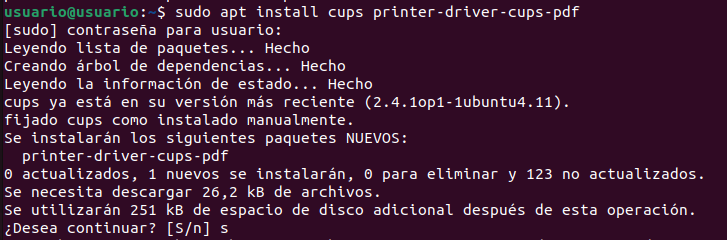 usuario@usuario:~$ sudo apt install cups printer-driver-cups-pdf
[sudo] contraseña para usuario:
Leyendo lista de paquetes... Hecho
Creando árbol de dependencias... Hecho
Leyendo la información de estado... Hecho
cups ya está en su versión más reciente (2.4.1op1-1ubuntu4.11).
fijado cups como instalado manualmente.
Se instalarán los siguientes paquetes NUEVOS:
  printer-driver-cups-pdf
0 actualizados, 1 nuevos se instalarán, 0 para eliminar y 123 no actualizados.
Se necesita descargar 26,2 kB de archivos.
Se utilizarán 251 kB de espacio de disco adicional después de esta operación.
¿Desea continuar? [S/n] s